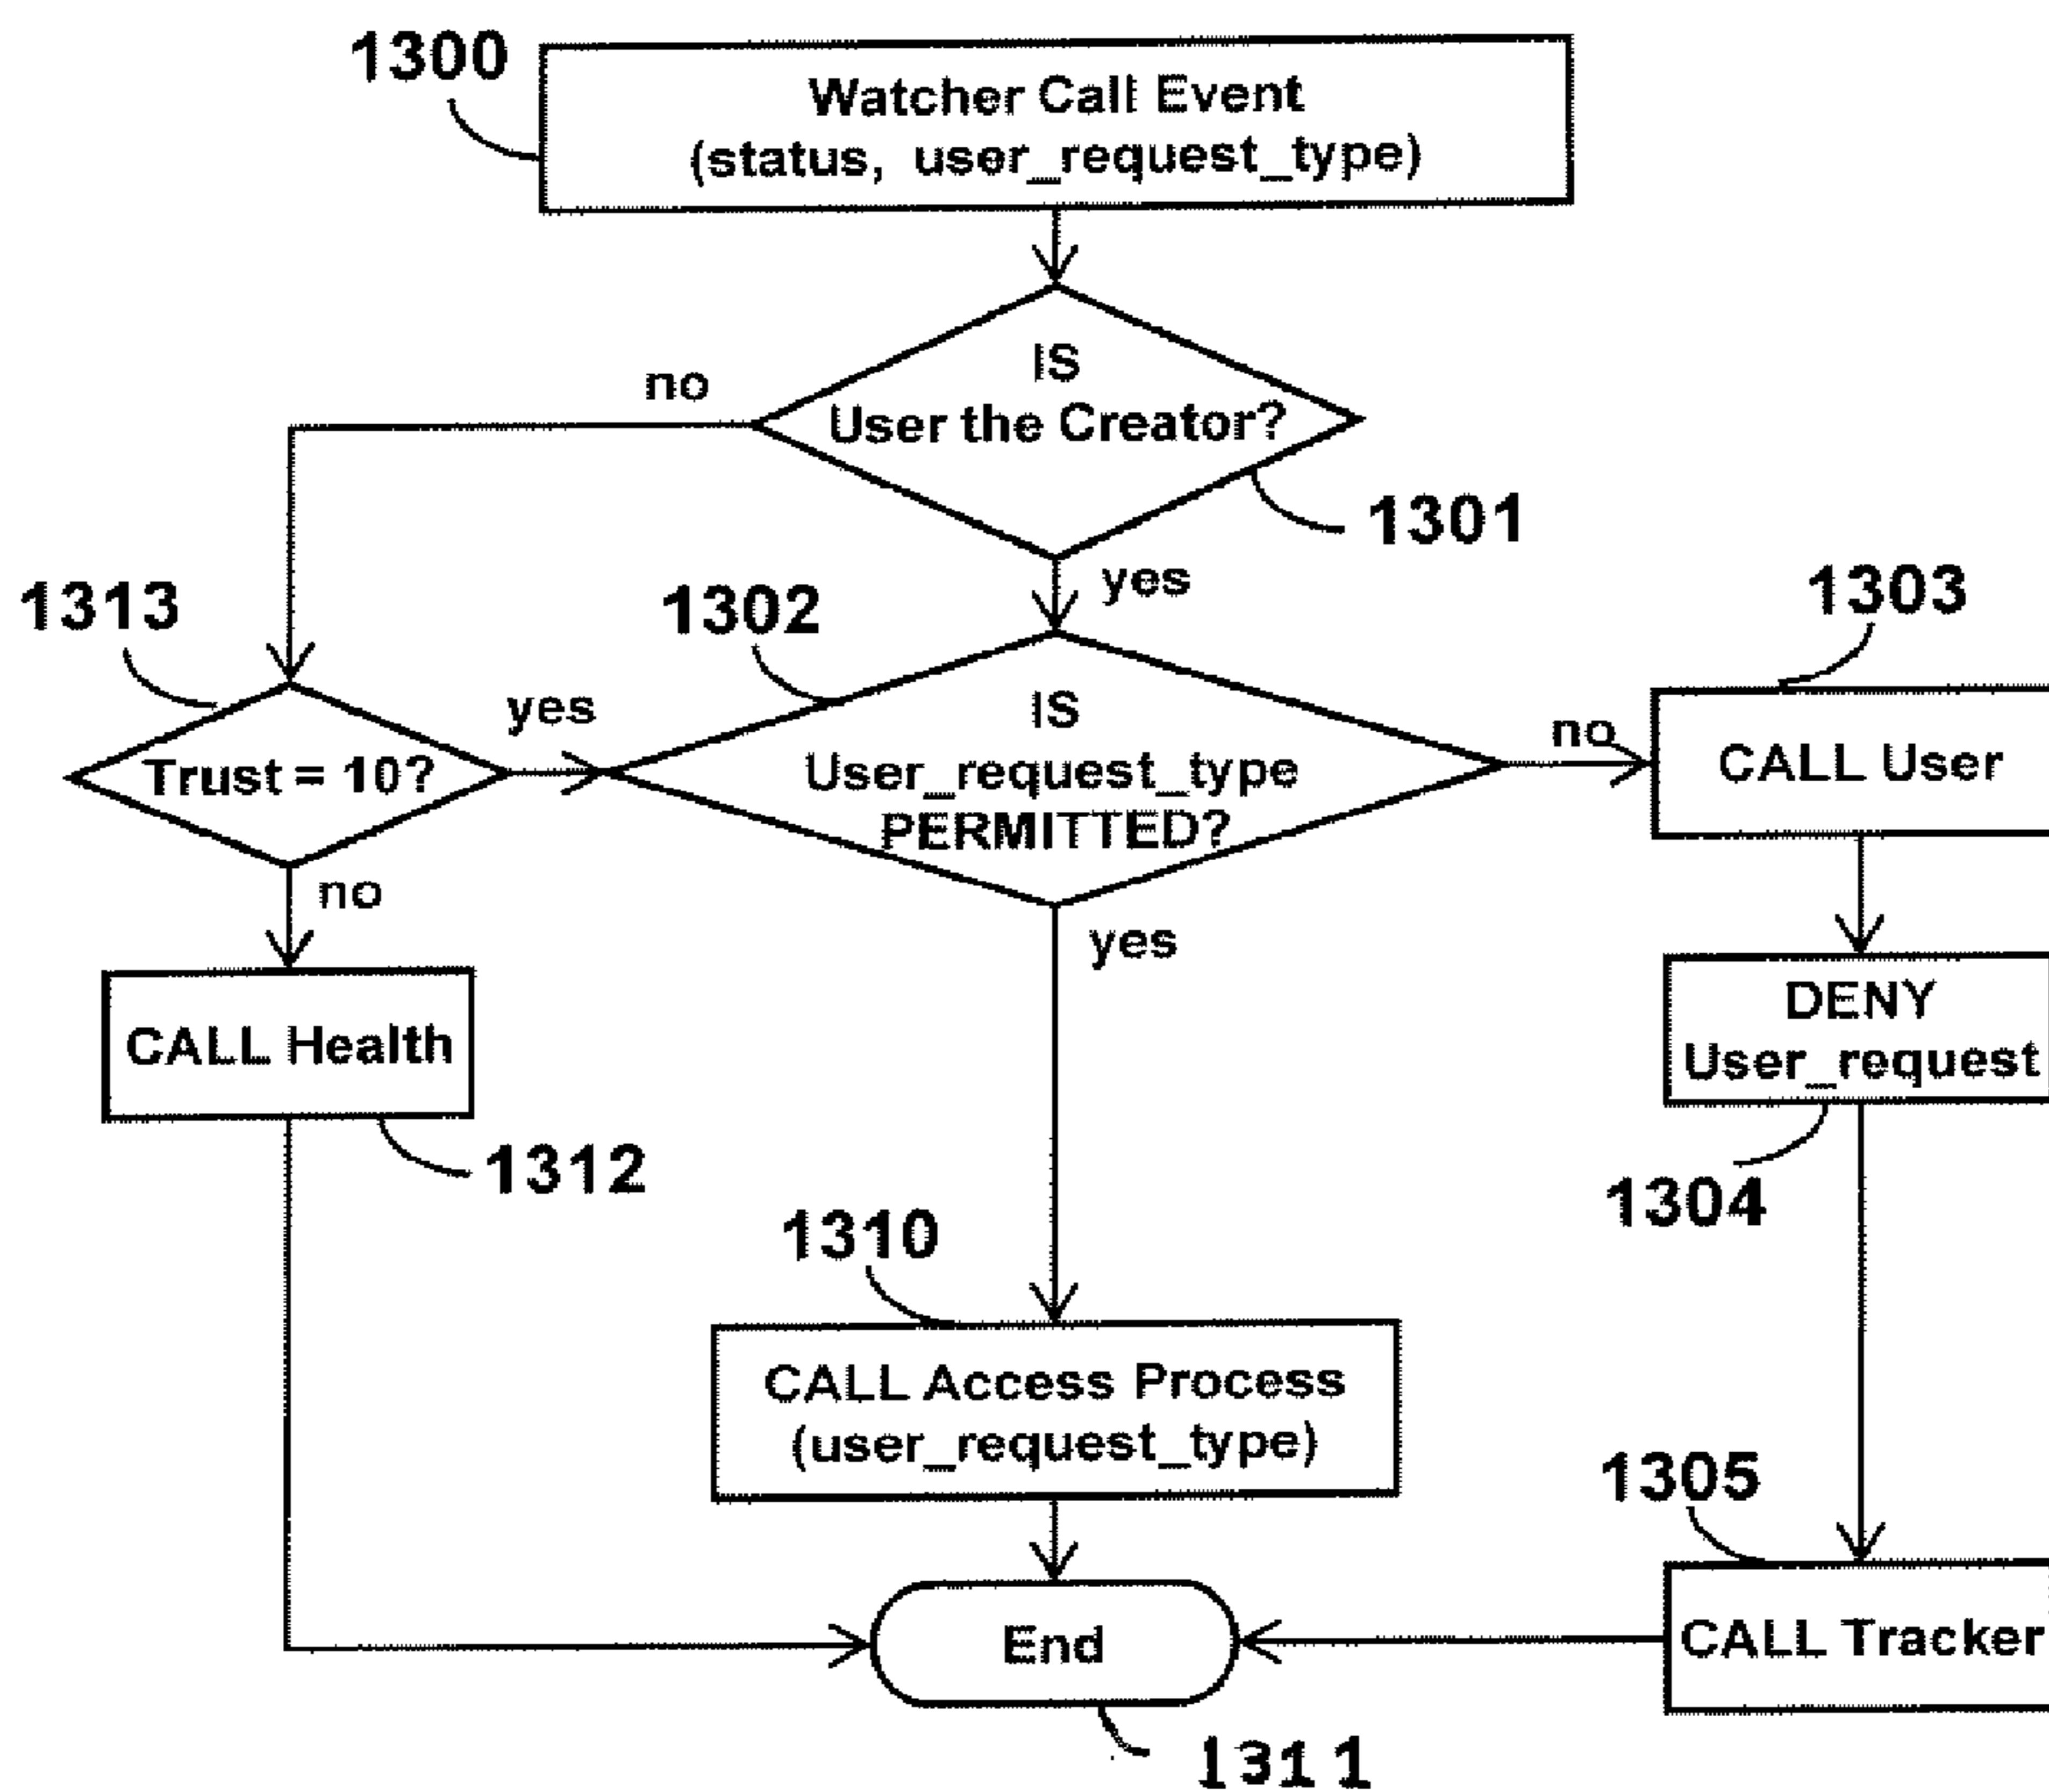 1300
Watcher Call Event
(status, user_request_type)
IS
User the Creator?
no
1301
yes
1313
1302
1303
Trust = 10?
yes
IS
User_request_type
PERMITTED?
no
CALL User
no
yes
CALL Health
1312
DENY
User_request
1304
1310
CALL Access Process
(user_request_type)
1305
CALL Tracker
End
1311